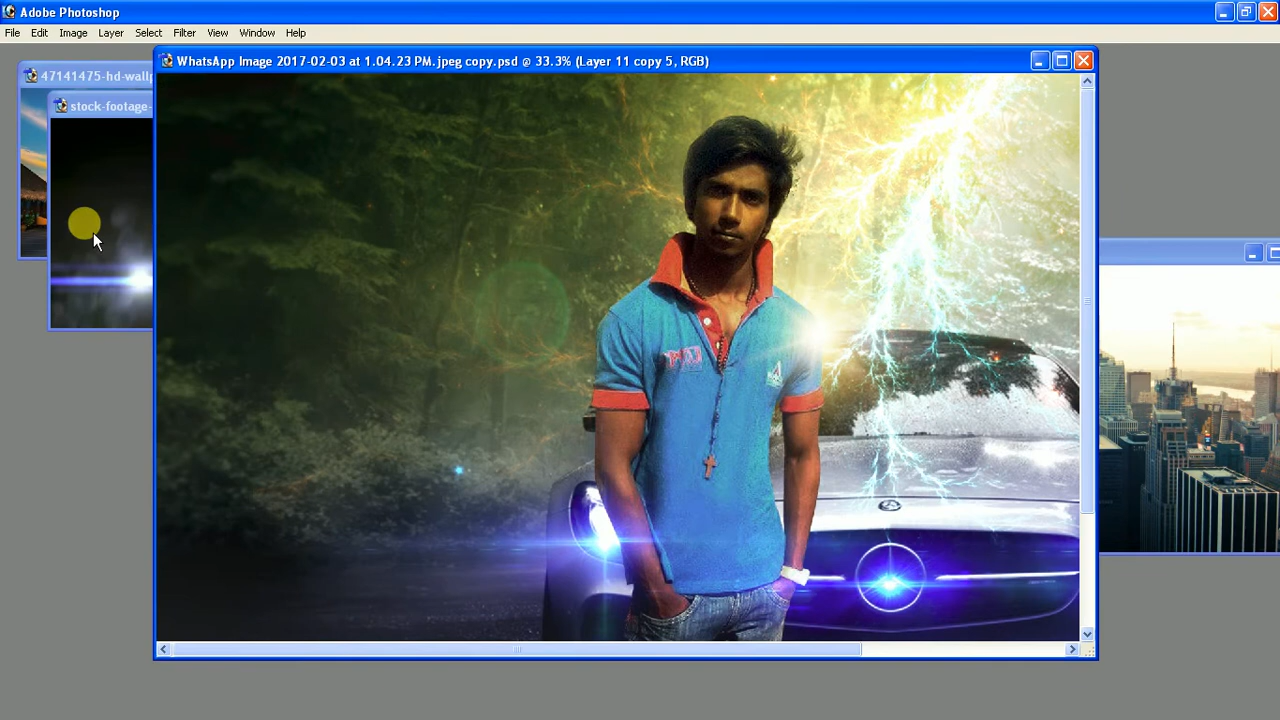 Adobe Photoshop
File Edit Image Layer Select Filter View Window Help
WhatsApp Image 2017-02-03 at 1.04.23 PM.jpeg copy.psd @ 33.3% (Layer 11 copy 5, RGB)
47141475-hd-wallp
stock-footage-